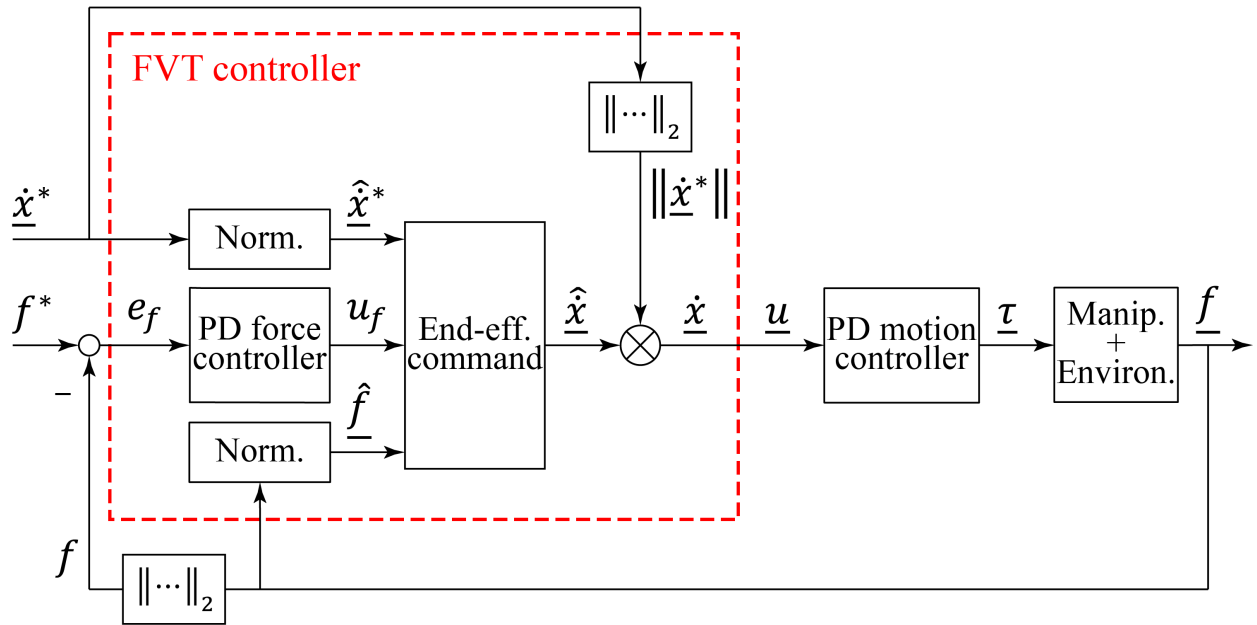 FVT controller
‖⋯‖₂
‖ẋ*‖
ẋ*
Norm.
x̂̇*
f*
e_f
PD force
controller
u_f
End-eff.
command
x̂̇
ẋ
u
PD motion
controller
τ
Manip.
+
Environ.
f
−
Norm.
f̂
f
‖⋯‖₂